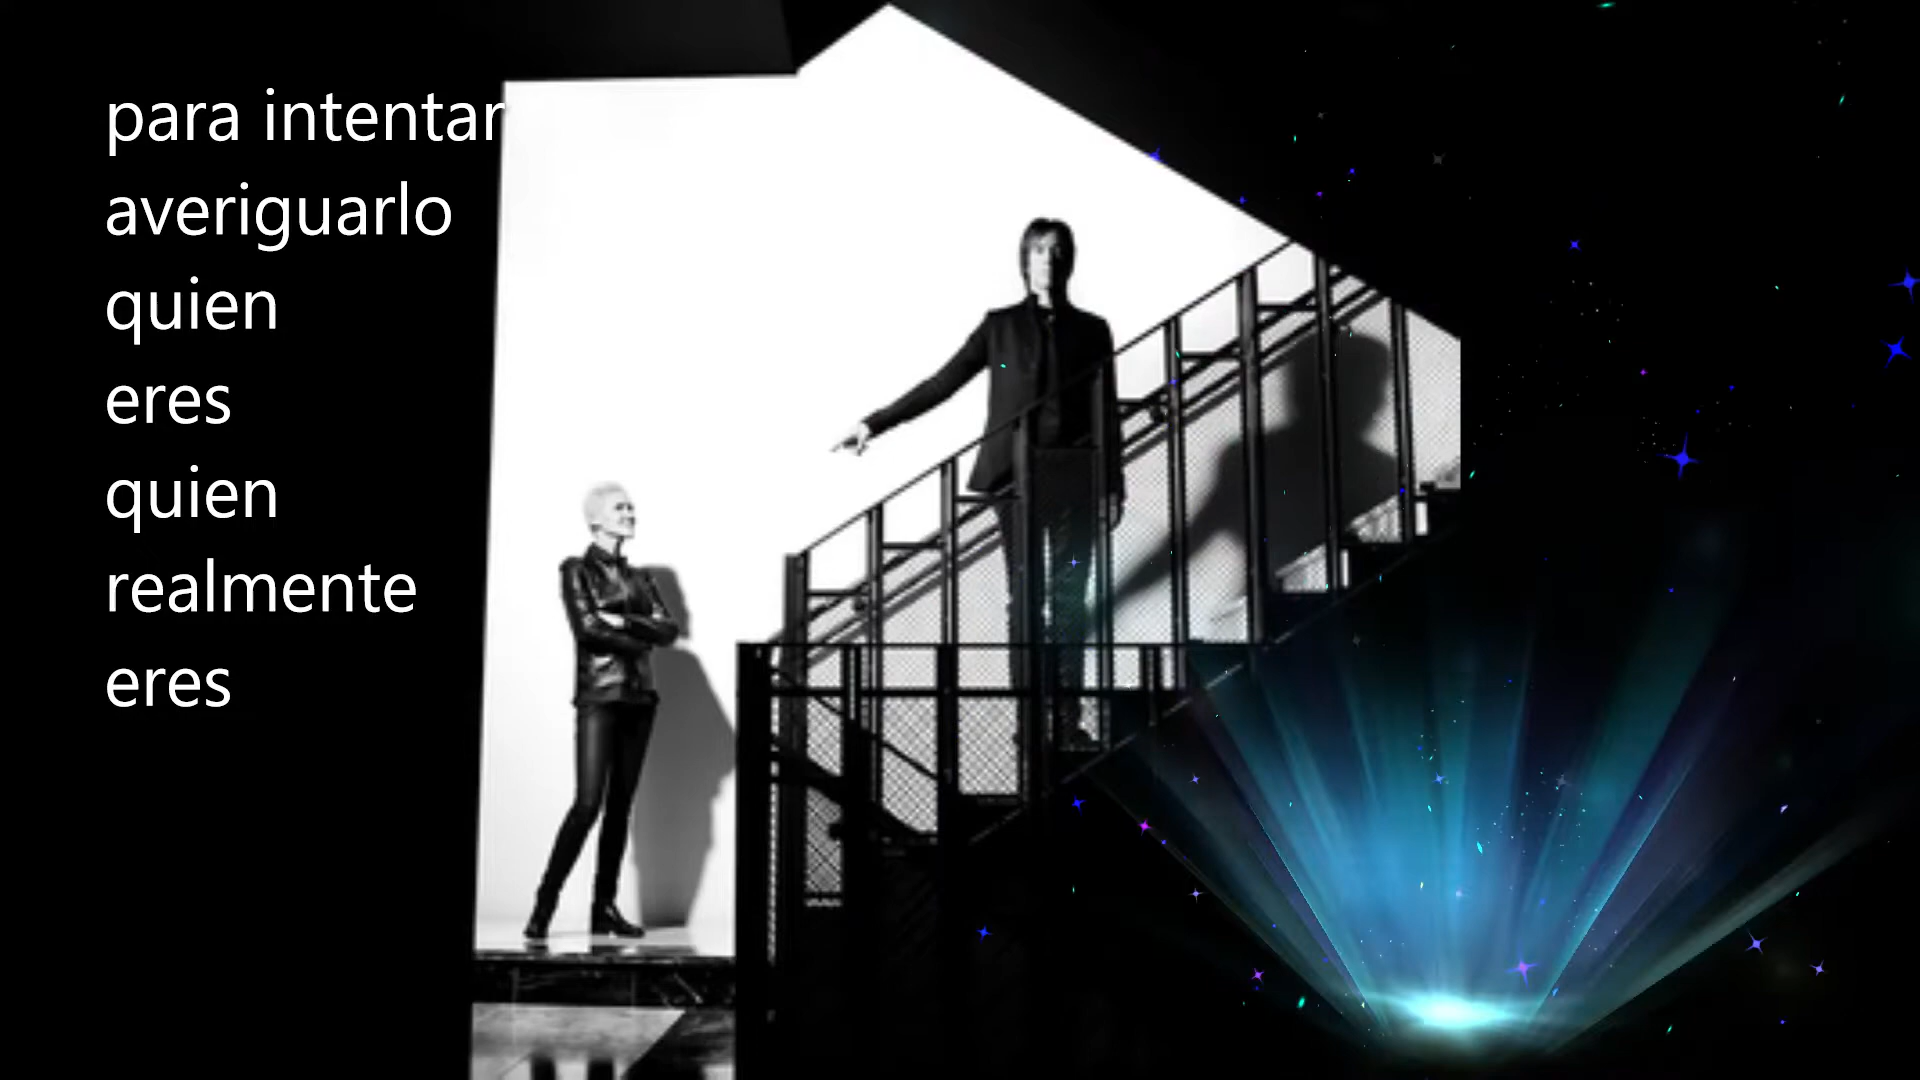 para intentar
averiguarlo
quien
eres
quien
realmente
eres